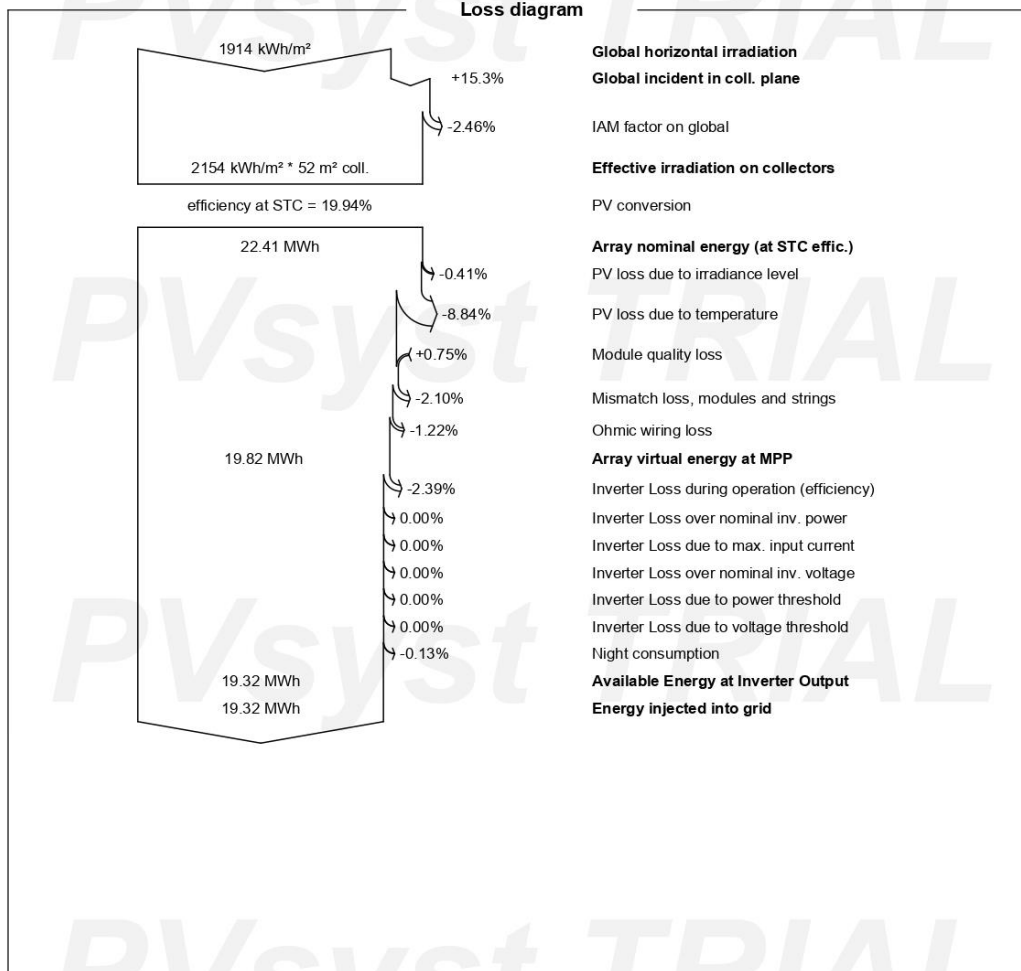 Loss diagram
1914 kWh/m² Global horizontal irradiation
+15.3% Global incident in coll. plane
-2.46% IAM factor on global
2154 kWh/m² * 52 m² coll. Effective irradiation on collectors
efficiency at STC = 19.94% PV conversion
22.41 MWh Array nominal energy (at STC effic.)
-0.41% PV loss due to irradiance level
-8.84% PV loss due to temperature
+0.75% Module quality loss
-2.10% Mismatch loss, modules and strings
-1.22% Ohmic wiring loss
19.82 MWh Array virtual energy at MPP
-2.39% Inverter Loss during operation (efficiency)
0.00% Inverter Loss over nominal inv. power
0.00% Inverter Loss due to max. input current
0.00% Inverter Loss over nominal inv. voltage
0.00% Inverter Loss due to power threshold
0.00% Inverter Loss due to voltage threshold
-0.13% Night consumption
19.32 MWh Available Energy at Inverter Output
19.32 MWh Energy injected into grid
PVsyst TRIAL
PVsyst TRIAL
PVsyst TRIAL
PVsyst TRIAL